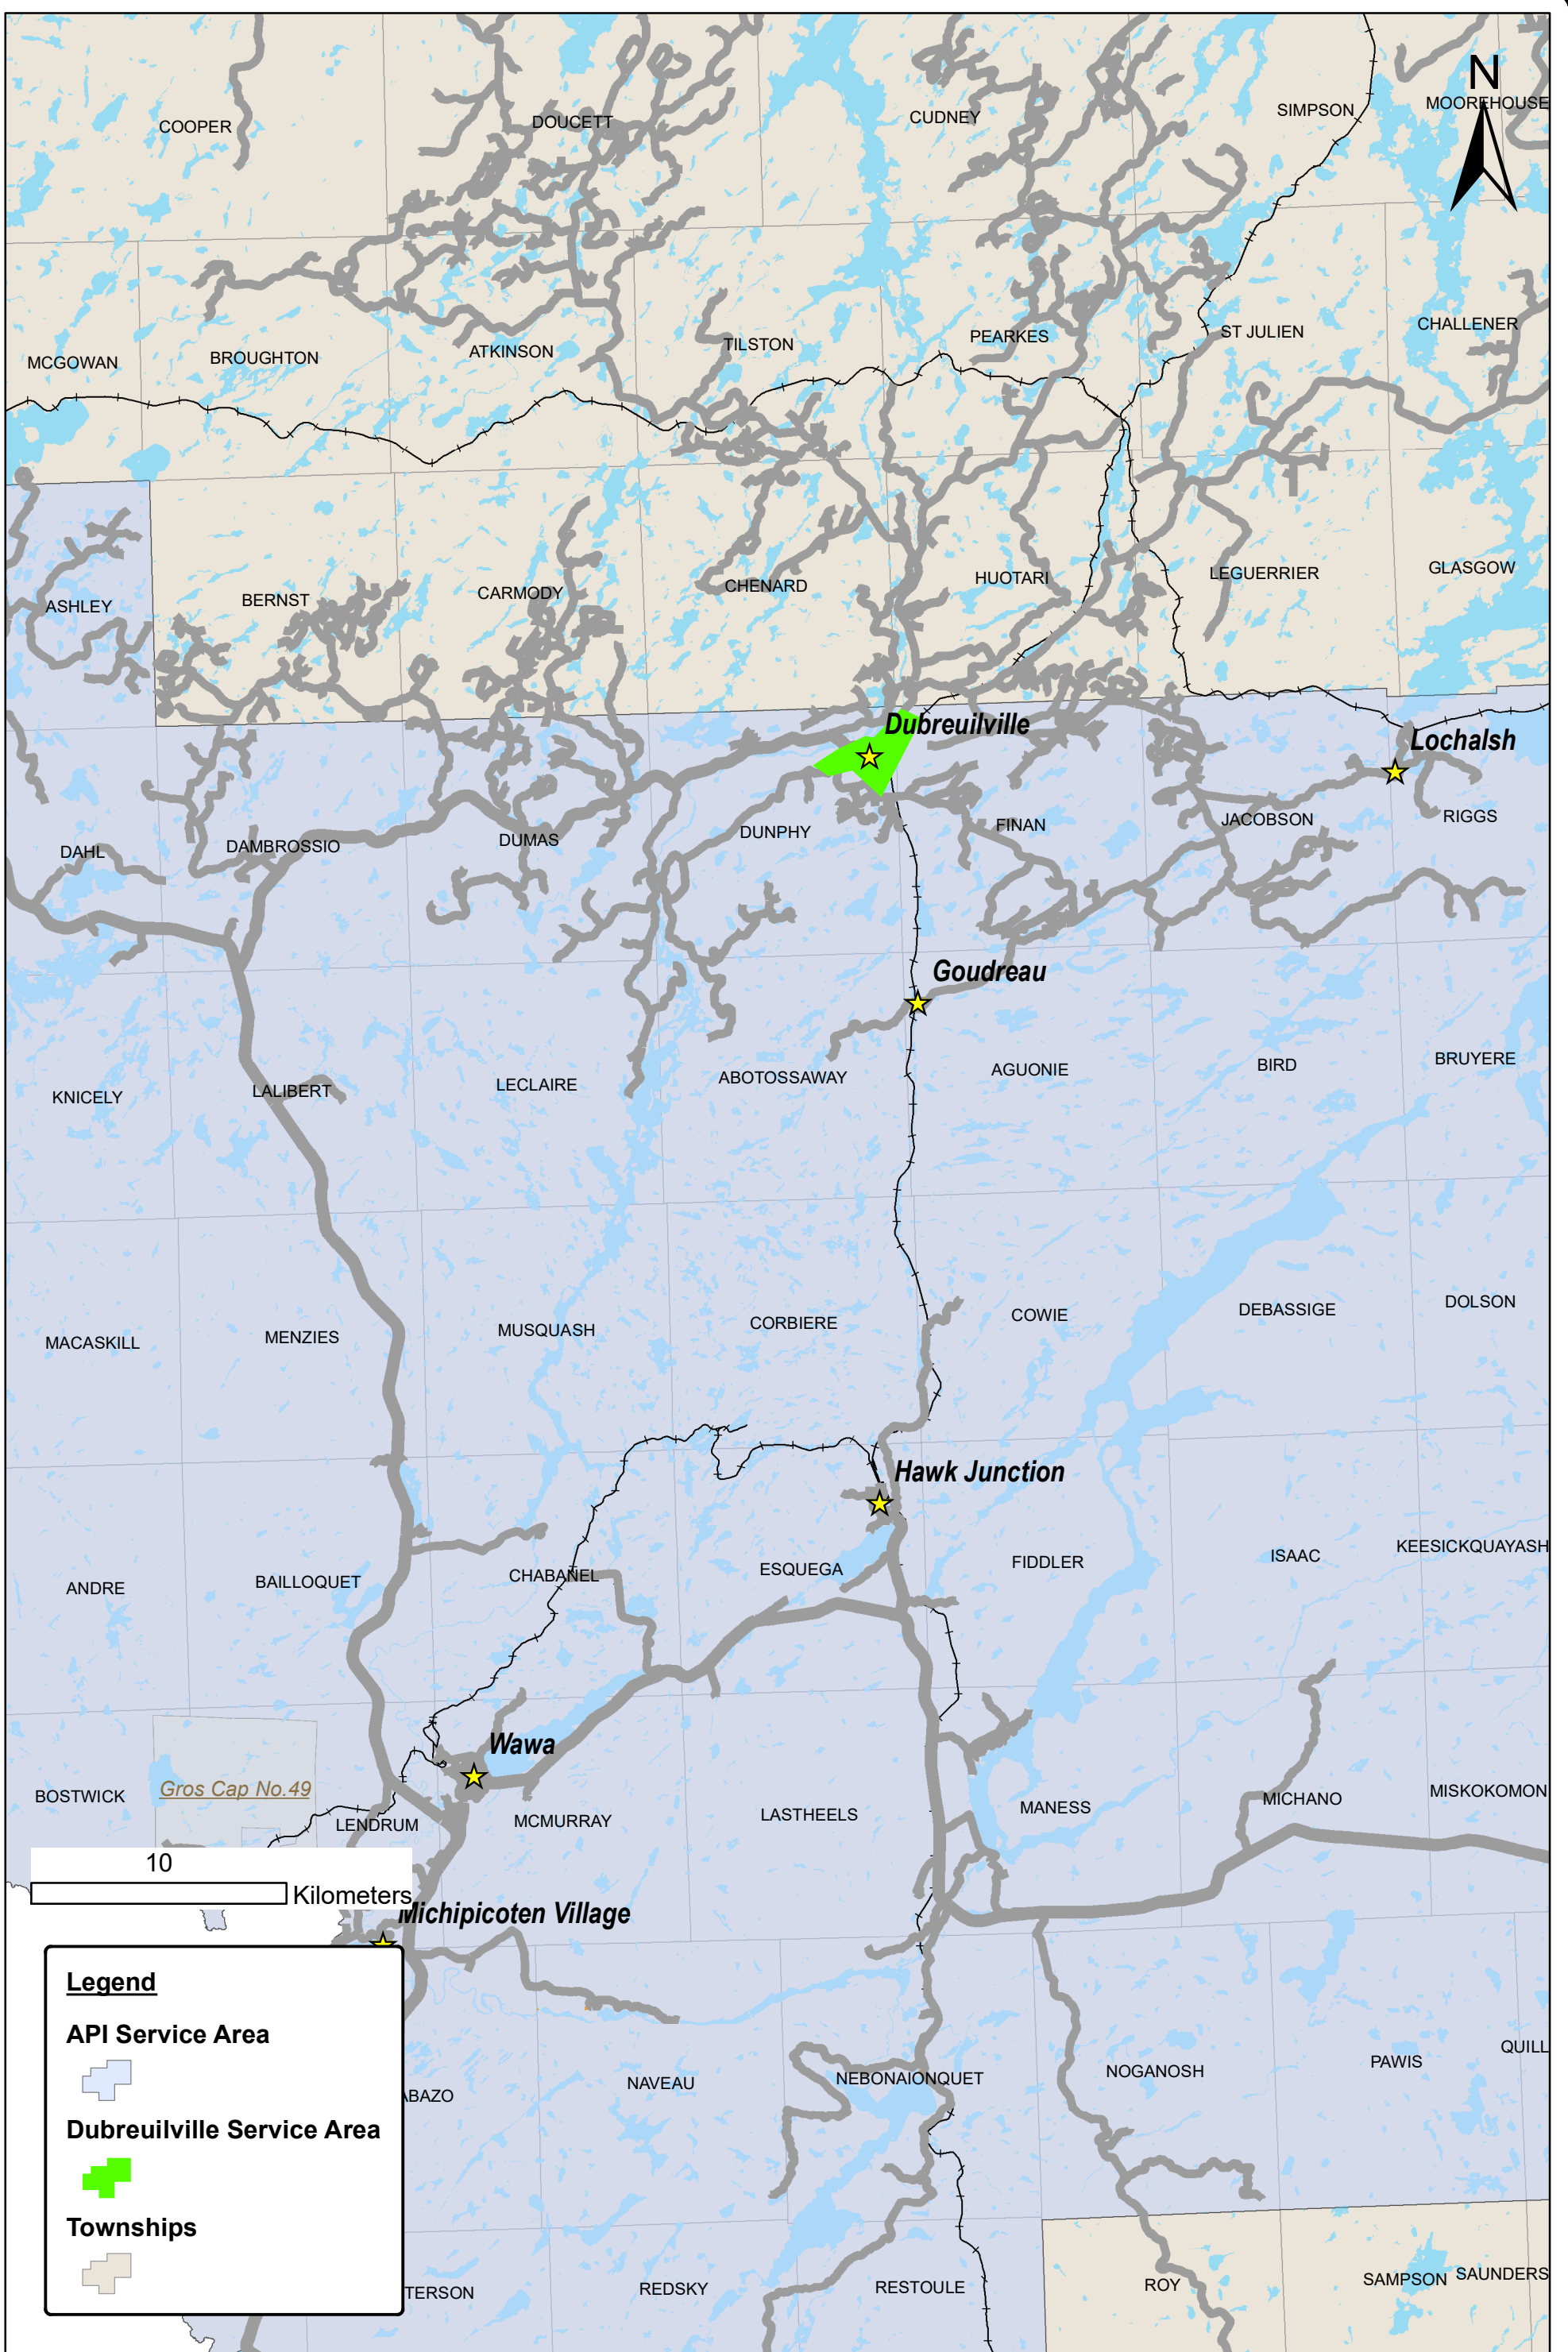 N
MOOREHOUSE
SIMPSON
CUDNEY
DOUCETT
COOPER
CHALLENER
ST JULIEN
PEARKES
TILSTON
ATKINSON
BROUGHTON
MCGOWAN
GLASGOW
LEGUERRIER
HUOTARI
CHENARD
CARMODY
BERNST
ASHLEY
Dubreuilville
Lochalsh
RIGGS
JACOBSON
FINAN
DUNPHY
DUMAS
DAMBROSSIO
DAHL
Goudreau
BRUYERE
BIRD
AGUONIE
ABOTOSSAWAY
LECLAIRE
LALIBERT
KNICELY
DOLSON
DEBASSIGE
COWIE
CORBIERE
MUSQUASH
MENZIES
MACASKILL
Hawk Junction
KEESICKQUAYASH
ISAAC
FIDDLER
ESQUEGA
CHABANEL
BAILLOQUET
ANDRE
Wawa
Gros Cap No.49
BOSTWICK
LENDRUM
MCMURRAY
LASTHEELS
MANESS
MICHANO
MISKOKOMON
10
Kilometers
Michipicoten Village
Legend
API Service Area
Dubreuilville Service Area
Townships
ABAZO
NAVEAU
NEBONAIONQUET
NOGANOSH
PAWIS
QUILL
TERSON
REDSKY
RESTOULE
ROY
SAMPSON
SAUNDERS